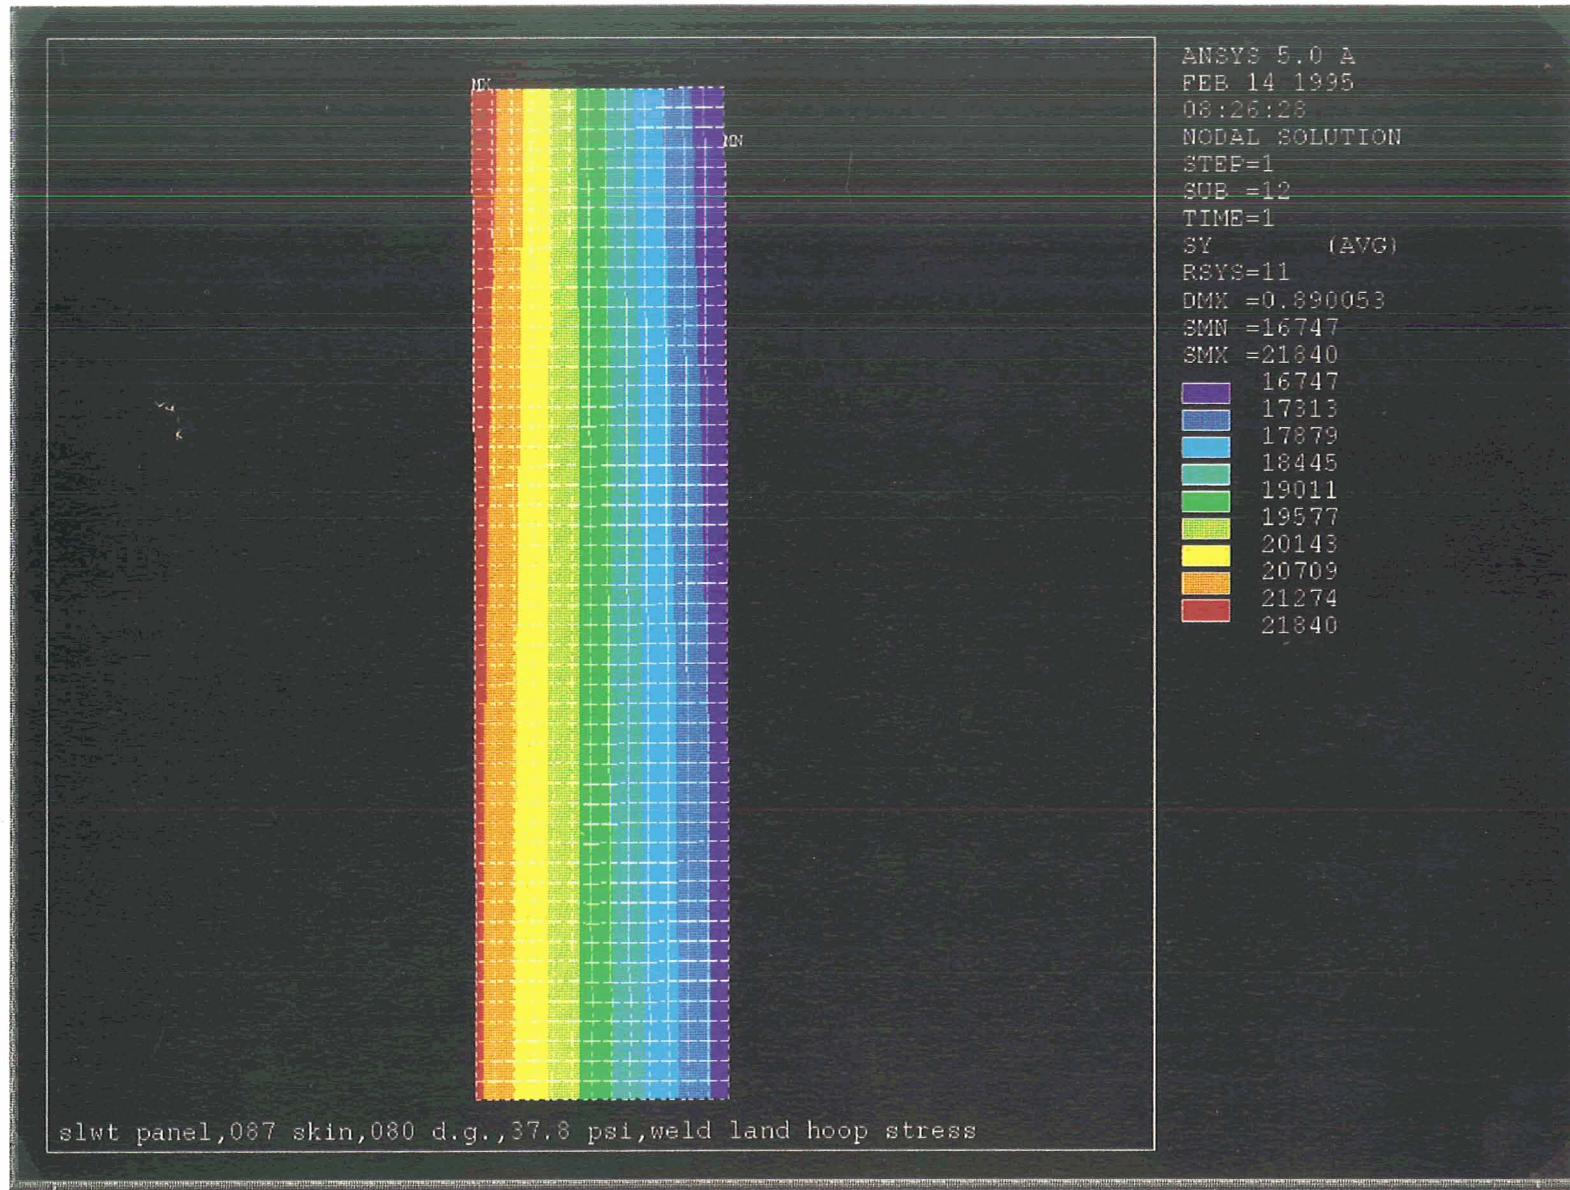 1
ANSYS 5.0 A
FEB 14 1995
08:26:28
NODAL SOLUTION
STEP=1
SUB =12
TIME=1
SY (AVG)
RSYS=11
DMX =0.890053
SMN =16747
SMX =21840
16747
17313
17879
18445
19011
19577
20143
20709
21274
21840
slwt panel,087 skin,080 d.g.,37.8 psi,weld land hoop stress